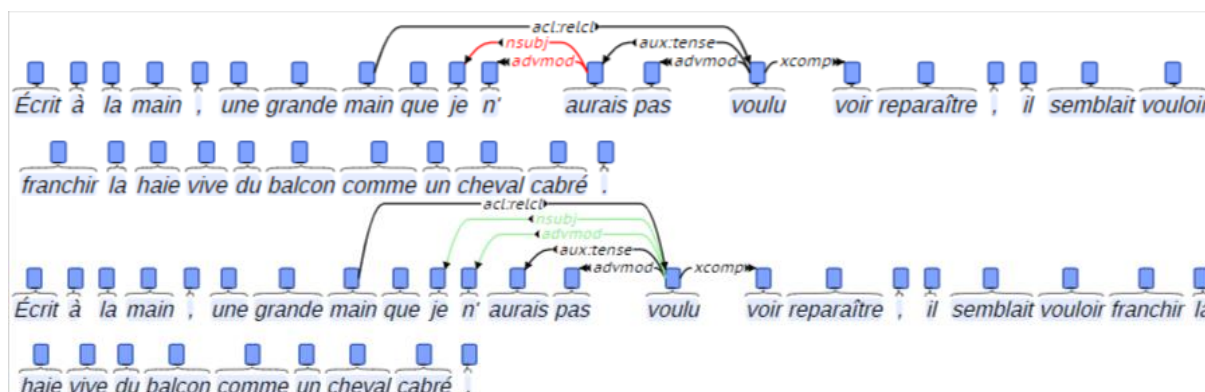 acl:relcl
nsubj aux:tense
advmod advmod xcomp
Écrit à la main , une grande main que je n' aurais pas voulu voir reparaître , il semblait vouloir
franchir la haie vive du balcon comme un cheval cabré .
acl:relcl
nsubj
advmod
aux:tense
advmod xcomp
Écrit à la main , une grande main que je n' aurais pas voulu voir reparaître , il semblait vouloir franchir la
haie vive du balcon comme un cheval cabré .